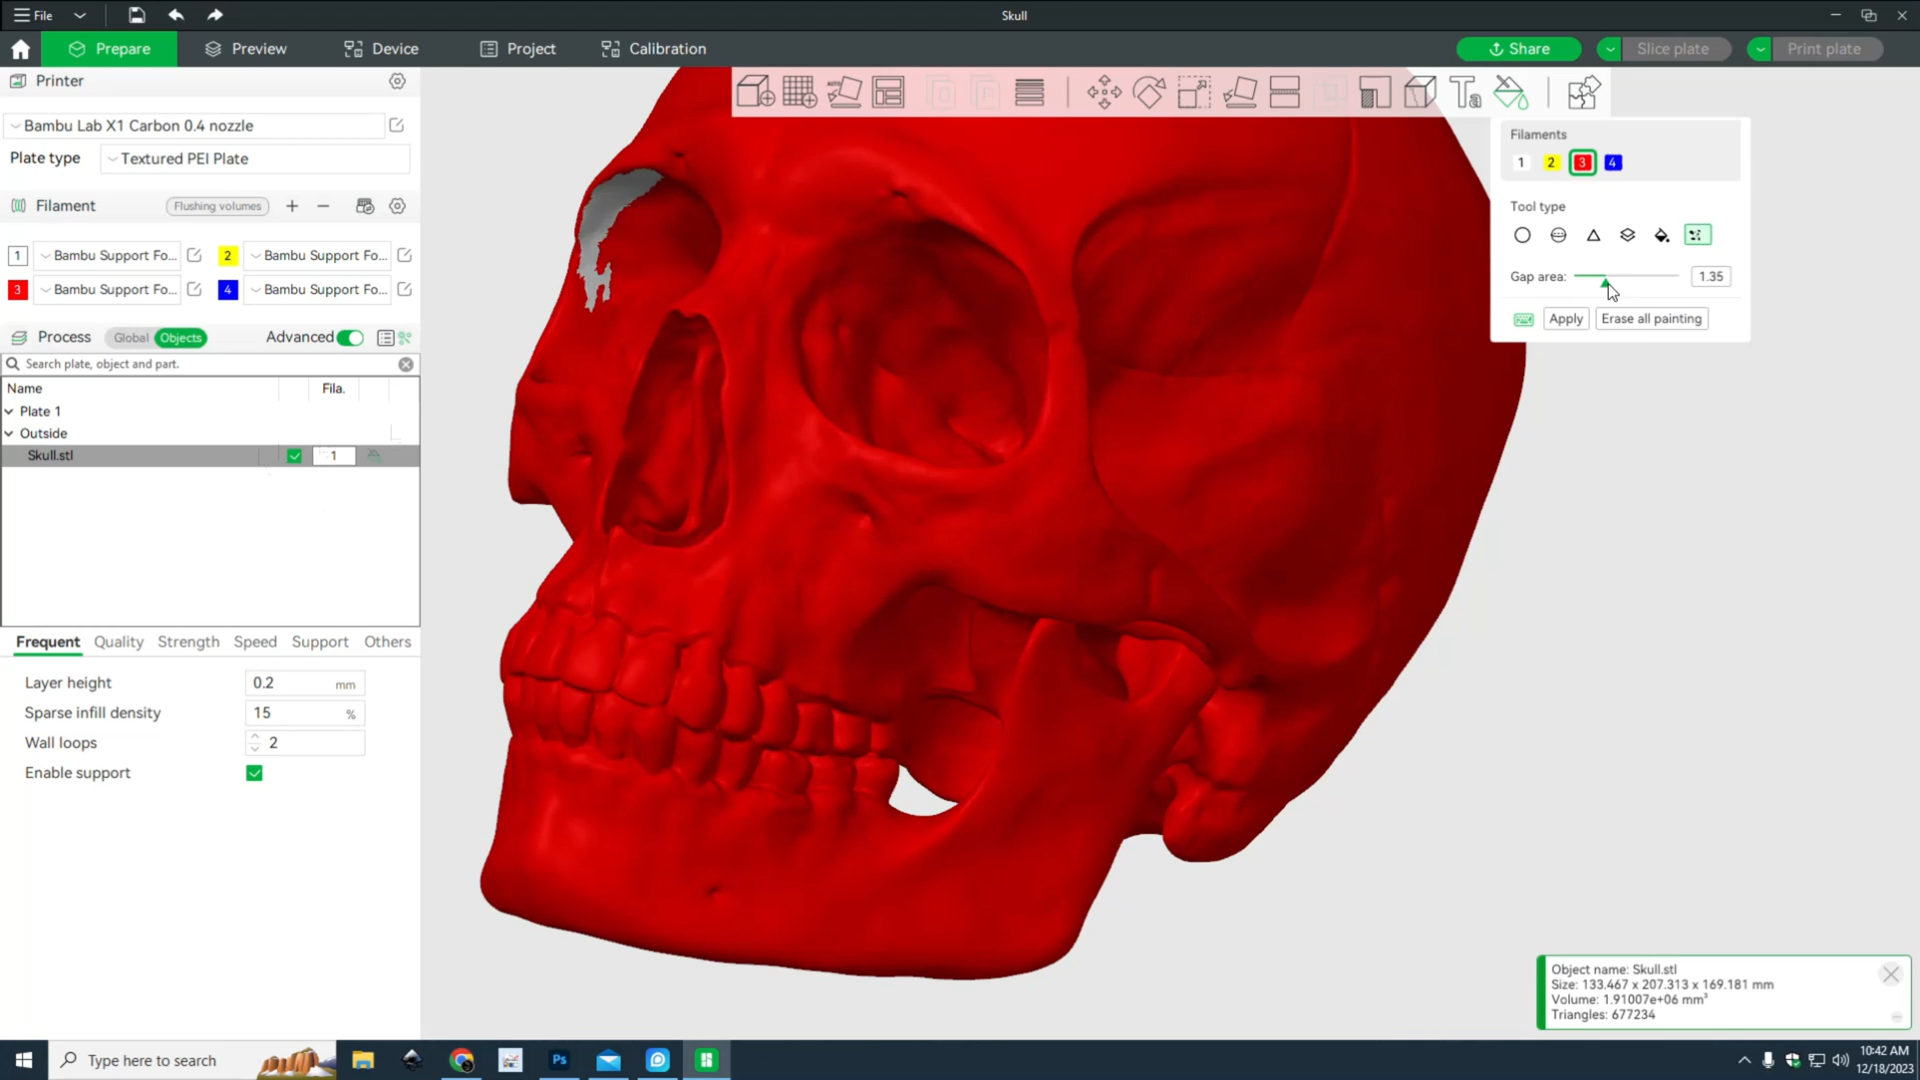 File
Skull
Prepare
Preview
Device
Project
Calibration
Share
Slice plate
Print plate
Printer
Bambu Lab X1 Carbon 0.4 nozzle
Plate type
Textured PEI Plate
Filament
Flushing volumes
1
Bambu Support Fo...
2
Bambu Support Fo...
3
Bambu Support Fo...
4
Bambu Support Fo...
Process
Global
Objects
Advanced
Search plate, object and part.
Name
Fila.
Plate 1
Outside
Skull.stl
1
Frequent
Quality
Strength
Speed
Support
Others
Layer height
0.2
mm
Sparse infill density
15
%
Wall loops
2
Enable support
Filaments
1
2
3
4
Tool type
Gap area:
1.35
Apply
Erase all painting
Object name: Skull.stl
Size: 133.467 x 207.313 x 169.181 mm
Volume: 1.91007e+06 mm³
Triangles: 677234
Type here to search
Ps
10:42 AM
12/18/2023